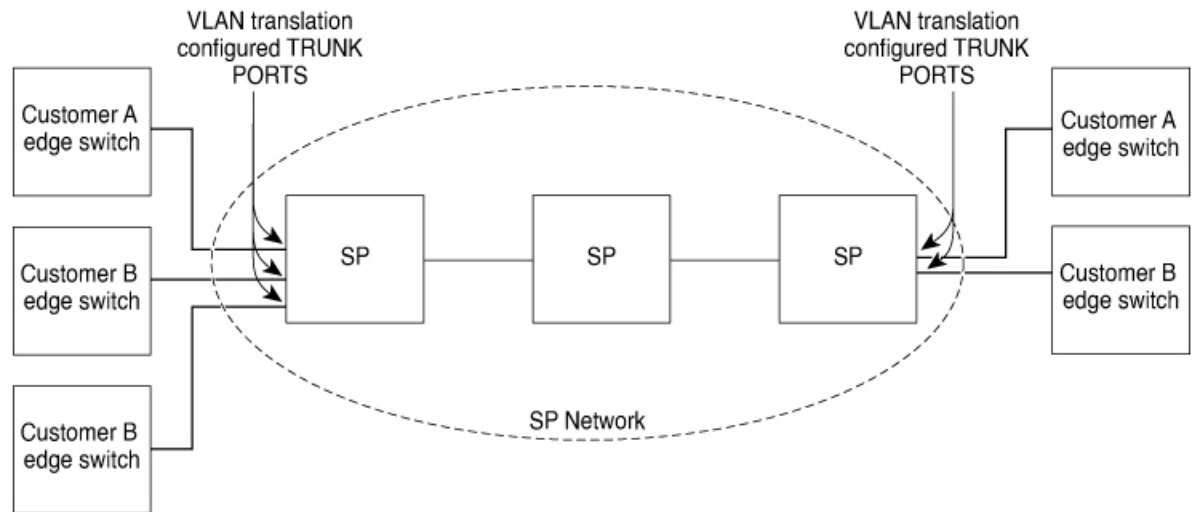 VLAN translation
configured TRUNK
PORTS
VLAN translation
configured TRUNK
PORTS
Customer A
edge switch
Customer A
edge switch
SP
SP
SP
Customer B
edge switch
Customer B
edge switch
SP Network
Customer B
edge switch